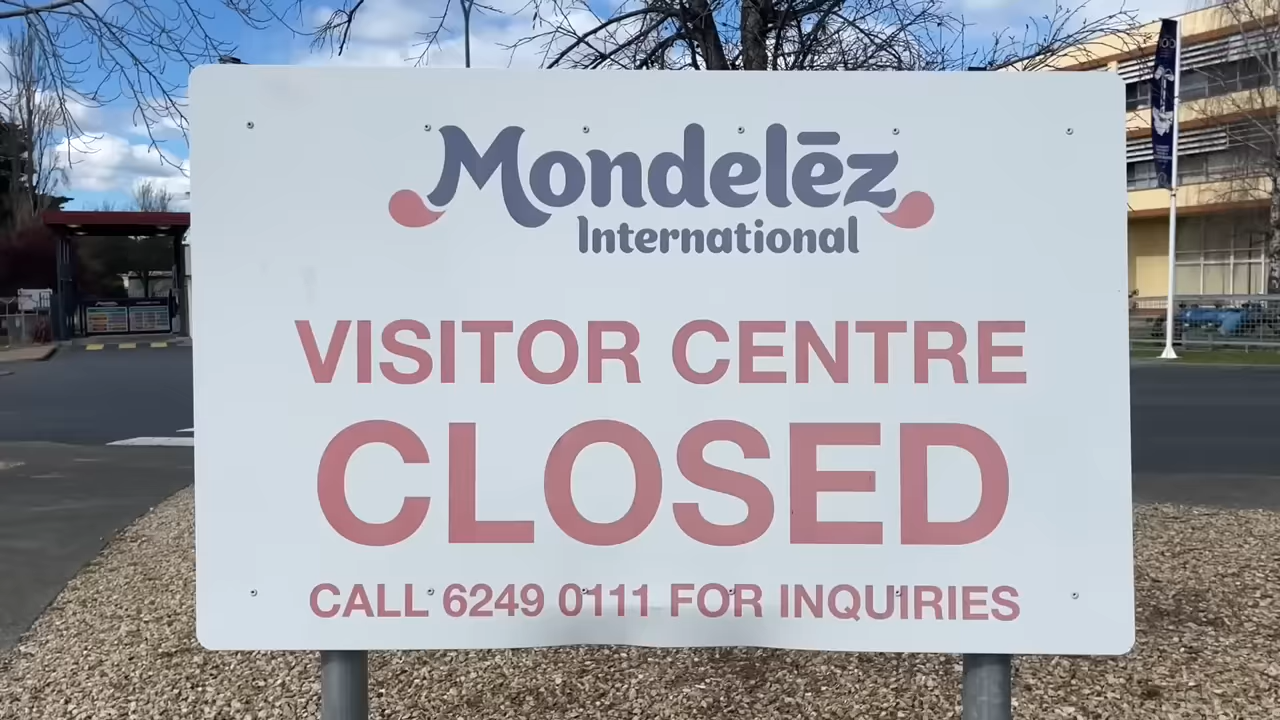 Mondelēz
International
VISITOR CENTRE
CLOSED
CALL 6249 0111 FOR INQUIRIES